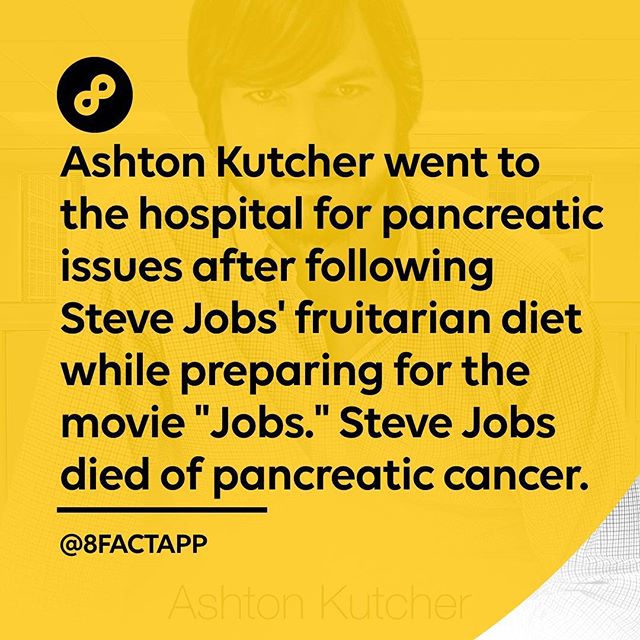 Ashton Kutcher went to
the hospital for pancreatic
issues after following
Steve Jobs' fruitarian diet
while preparing for the
movie "Jobs." Steve Jobs
died of pancreatic cancer.
@8FACTAPP
Ashton Kutcher